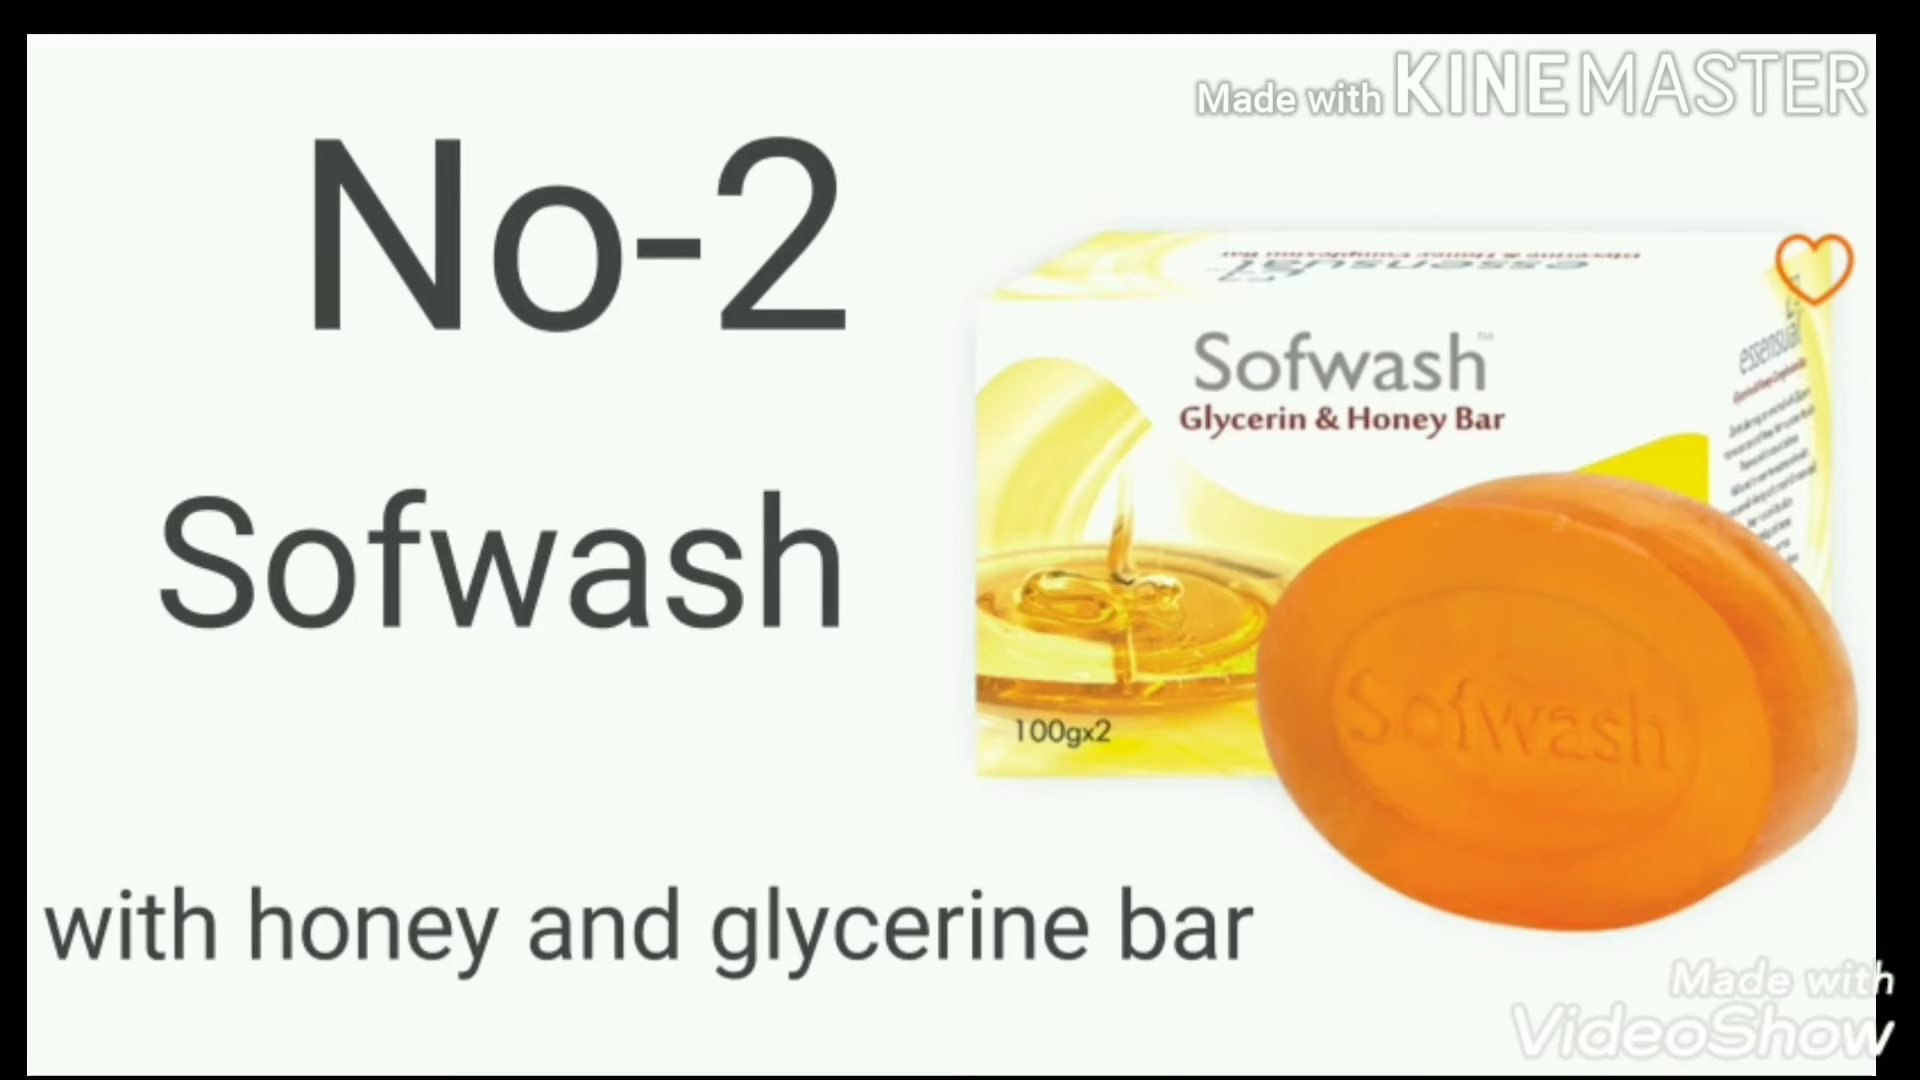 Made with KINEMASTER
No-2
Sofwash
with honey and glycerine bar
essensual
Sofwash™
Glycerin & Honey Bar
essensual
100gx2
Sofwash
Made with
VideoShow